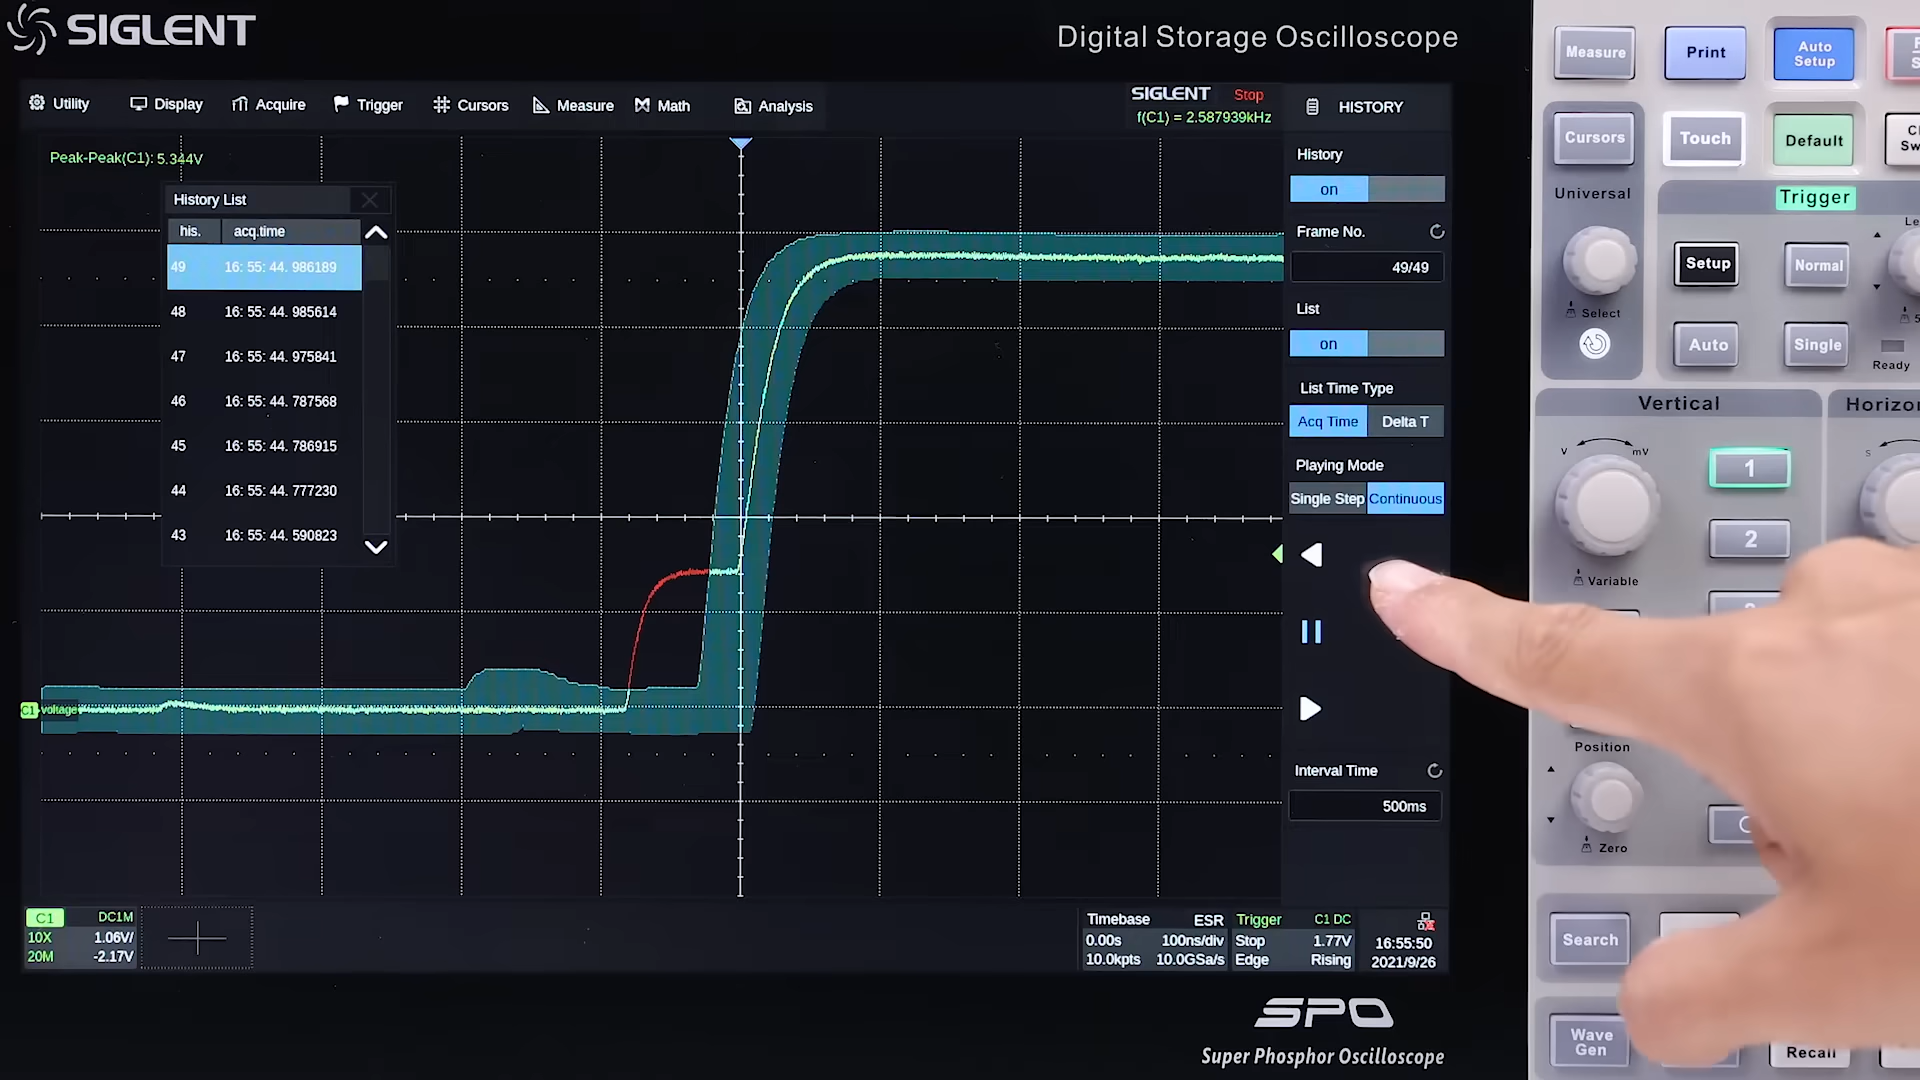 SIGLENT
Digital Storage Oscilloscope
Utility
Display
Acquire
Trigger
Cursors
Measure
Math
Analysis
SIGLENT
Stop
f(C1) = 2.587939kHz
HISTORY
Peak-Peak(C1): 5.344V
History List
his. acq.time
49 16: 55: 44. 986189
48 16: 55: 44. 985614
47 16: 55: 44. 975841
46 16: 55: 44. 787568
45 16: 55: 44. 786915
44 16: 55: 44. 777230
43 16: 55: 44. 590823
C1 voltage
History
on
Frame No.
49/49
List
on
List Time Type
Acq Time Delta T
Playing Mode
Single Step Continuous
Interval Time
500ms
C1 DC1M
10X 1.06V/
20M -2.17V
Timebase ESR
0.00s 100ns/div
10.0kpts 10.0GSa/s
Trigger C1 DC
Stop 1.77V
Edge Rising
16:55:50
2021/9/26
SPO
Super Phosphor Oscilloscope
Measure
Print
Auto
Setup
Cursors
Touch
Default
Universal
Trigger
Select
Setup
Normal
Auto
Single
Ready
Vertical
V mV
1
2
Variable
S
Position
Zero
Search
Wave
Gen
Recall